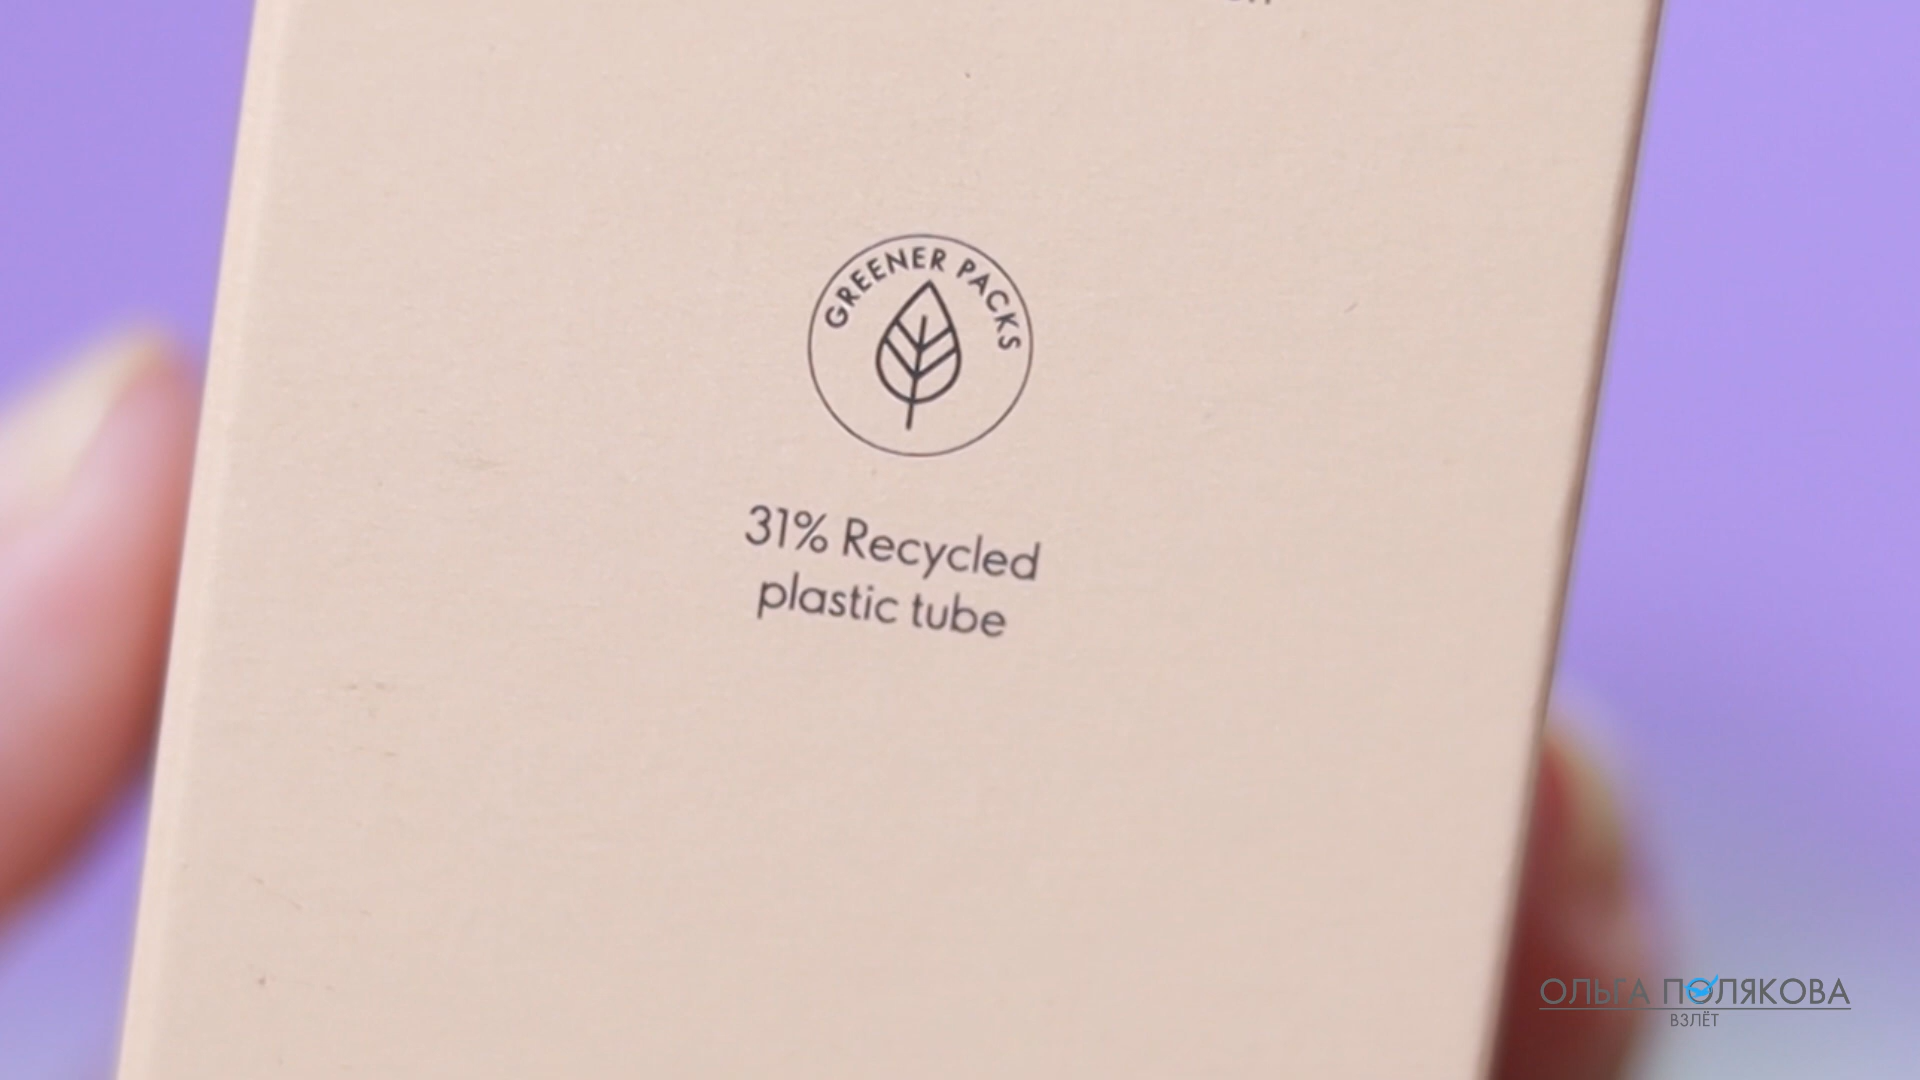 GREENER PACKS
31% Recycled
plastic tube
ОЛЬГА ПОЛЯКОВА
ВЗЛЁТ